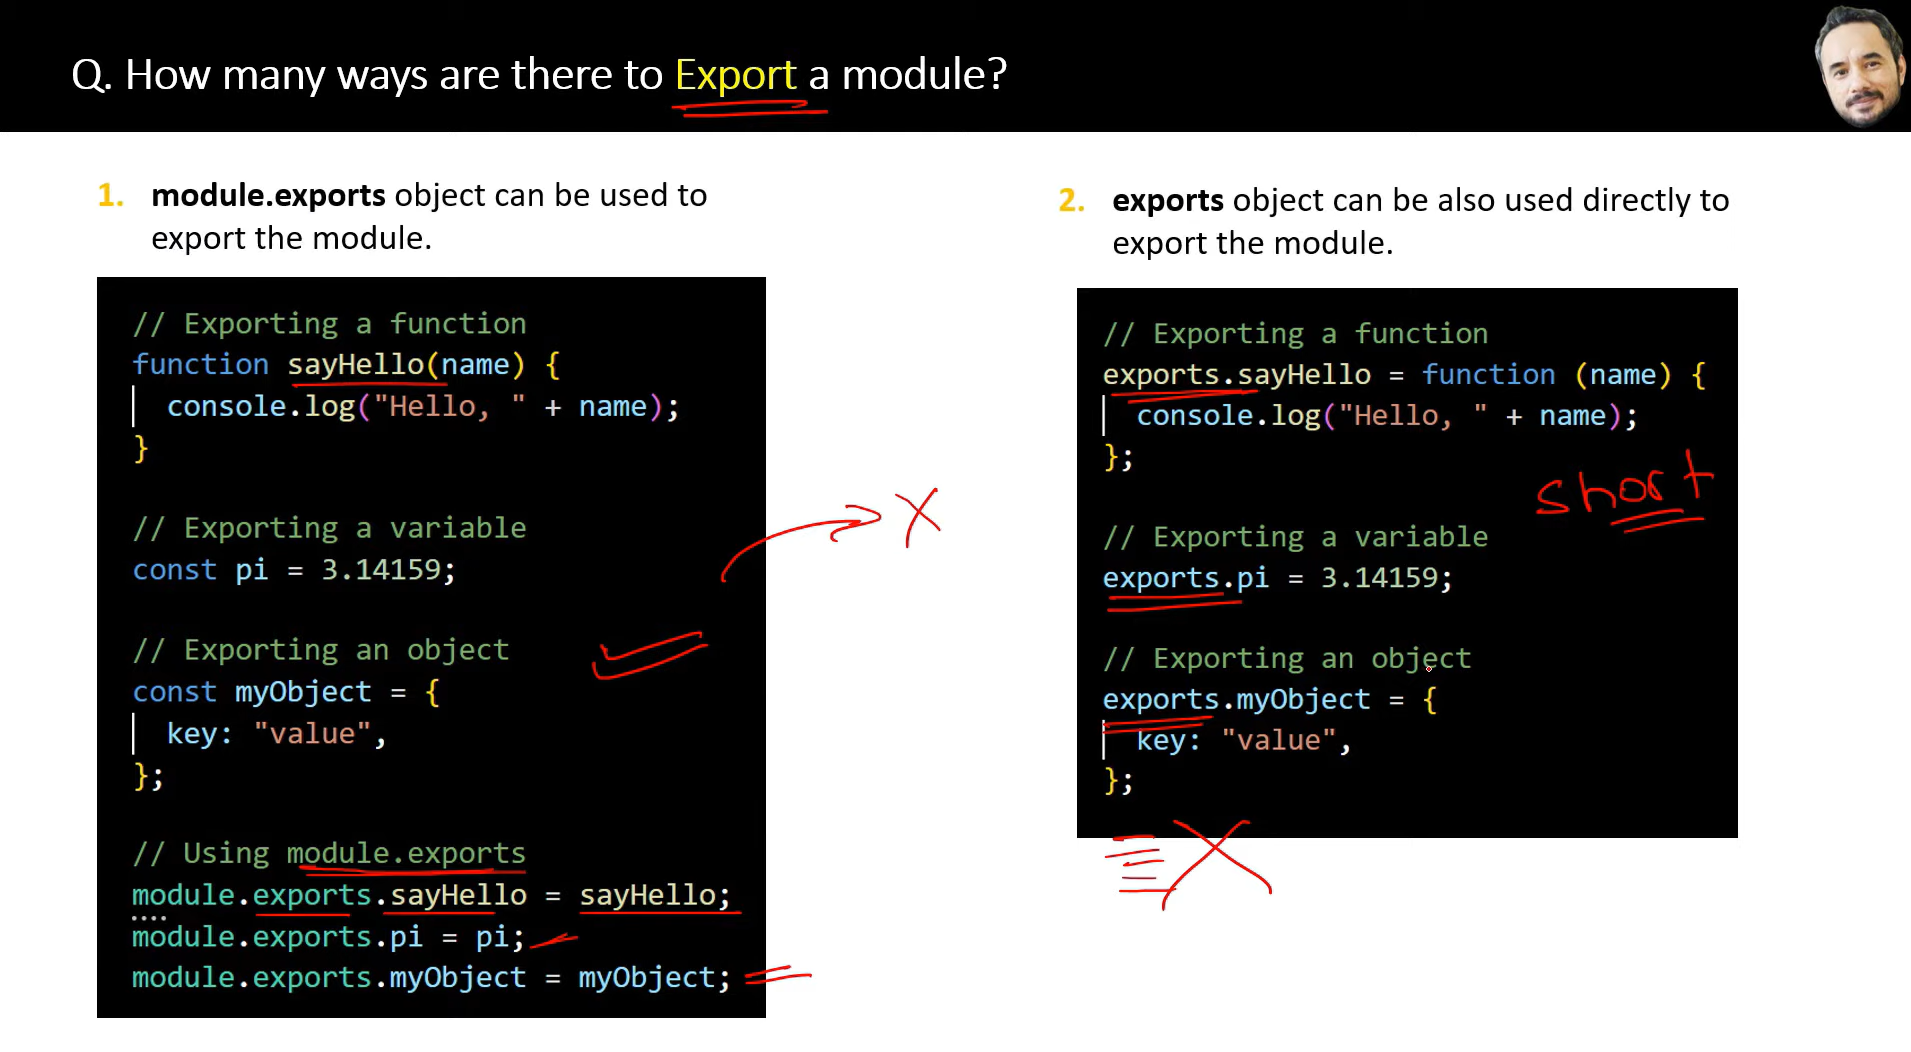 Q. How many ways are there to Export a module?
1. module.exports object can be used to
export the module.
// Exporting a function
function sayHello(name) {
console.log("Hello, " + name);
}
// Exporting a variable
const pi = 3.14159;
// Exporting an object
const myObject = {
key: "value",
};
// Using module.exports
module.exports.sayHello = sayHello;
module.exports.pi = pi;
module.exports.myObject = myObject;
2. exports object can be also used directly to
export the module.
// Exporting a function
exports.sayHello = function (name) {
console.log("Hello, " + name);
};
short
// Exporting a variable
exports.pi = 3.14159;
// Exporting an object
exports.myObject = {
key: "value",
};